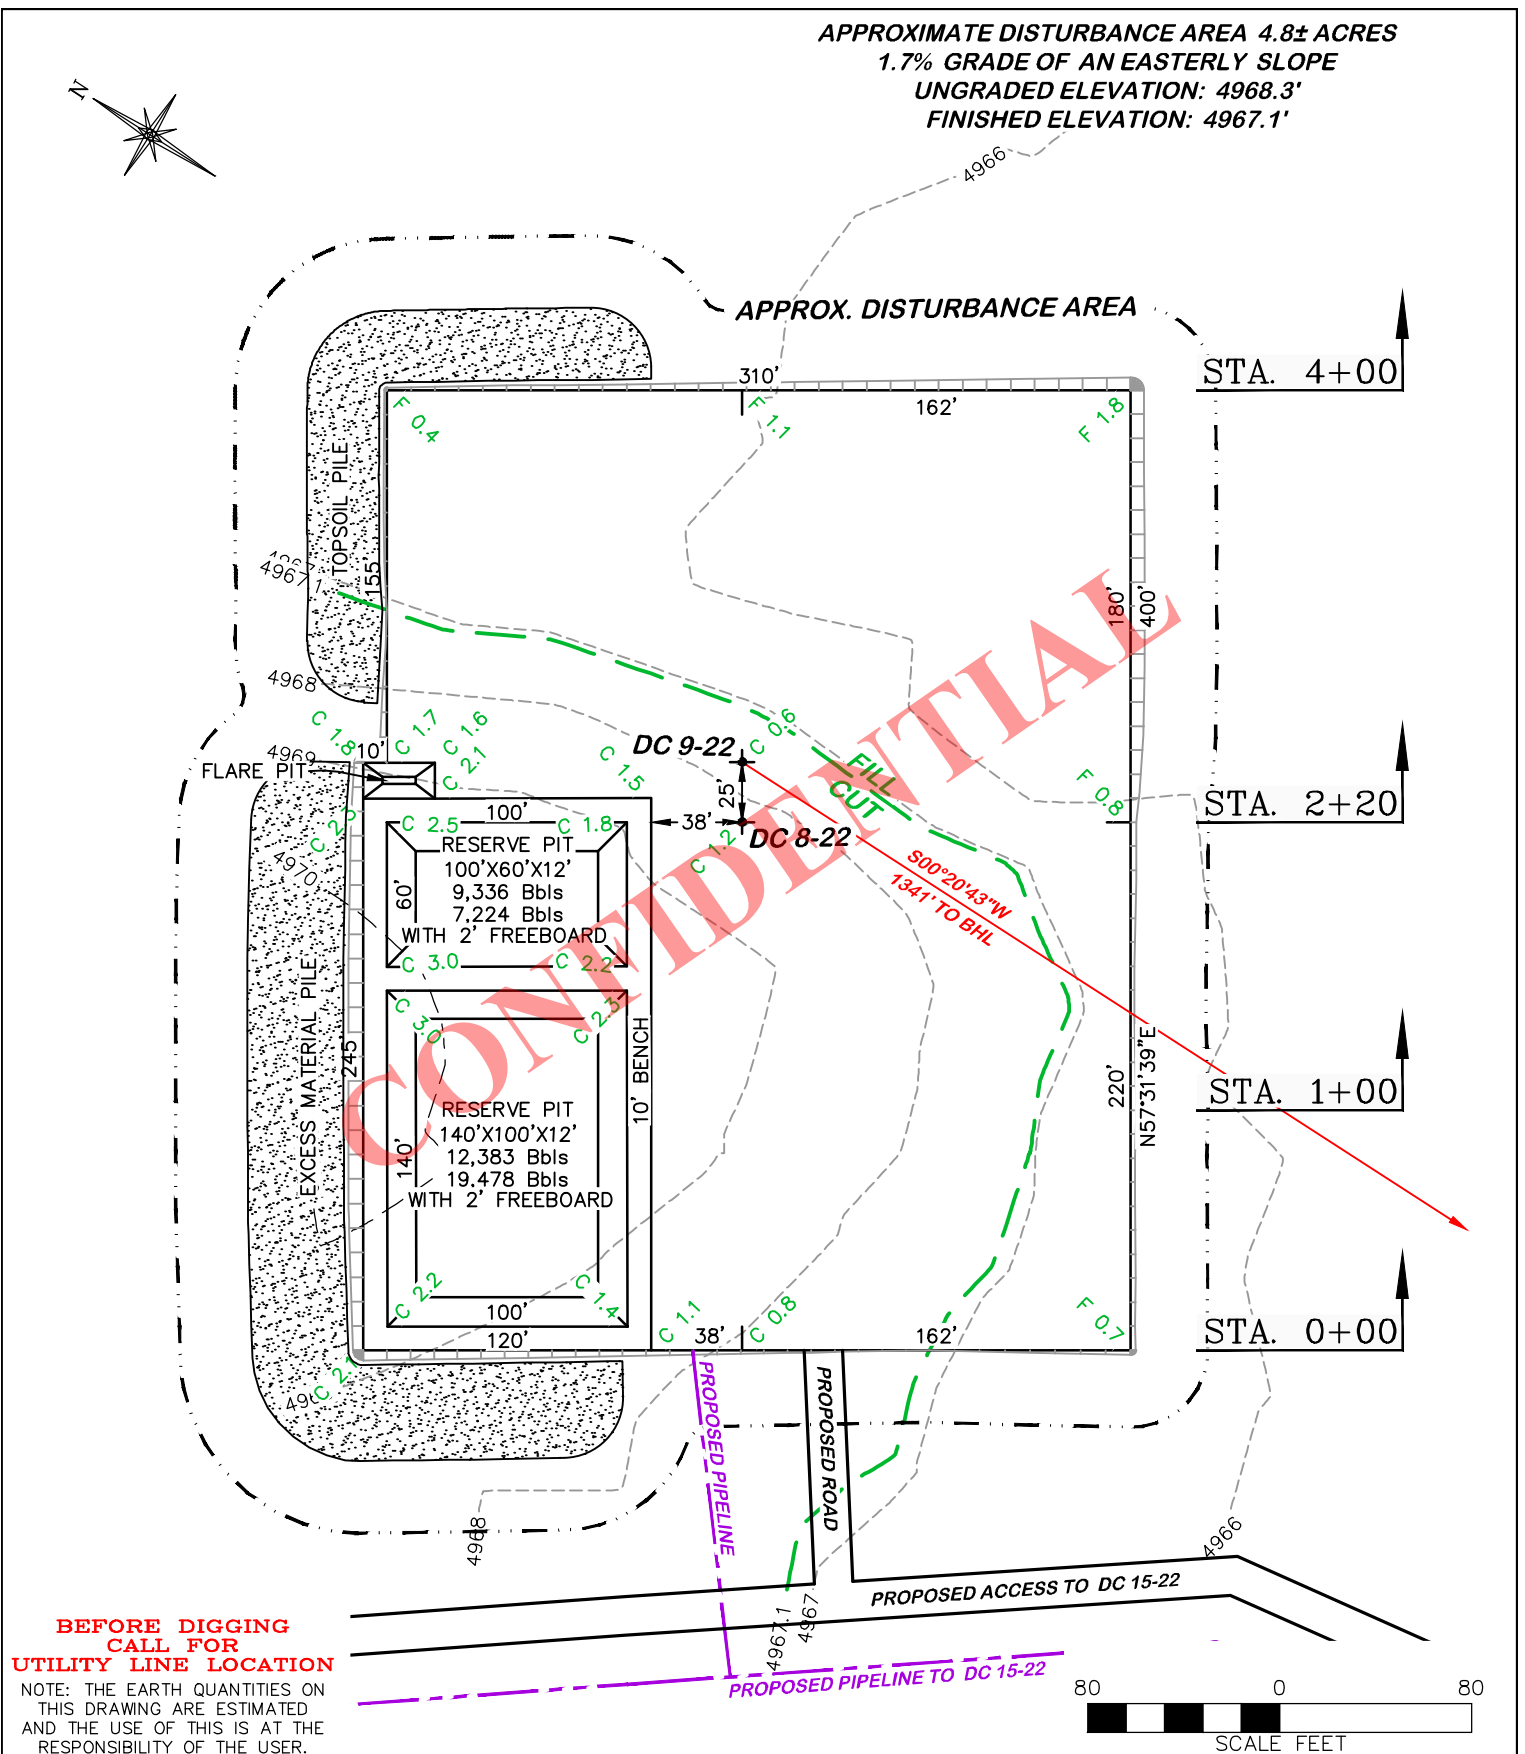 APPROXIMATE DISTURBANCE AREA 4.8± ACRES
1.7% GRADE OF AN EASTERLY SLOPE
UNGRADED ELEVATION: 4968.3'
FINISHED ELEVATION: 4967.1'
N
4966
APPROX. DISTURBANCE AREA
STA. 4+00
310'
162'
F 0.4
F 1.1
F 1.8
TOPSOIL PILE
155'
4967.1
180'
400'
4968
C 1.8
C 1.7
C 1.6
C 2.1
10'
4969
FLARE PIT
C 1.5
DC 9-22
C 0.6
25'
38'
DC 8-22
C 1.2
FILL
CUT
F 0.8
STA. 2+20
100'
C 2.5
C 1.8
RESERVE PIT
100'X60'X12'
9,336 Bbls
7,224 Bbls
WITH 2' FREEBOARD
60'
4970
C 3.0
C 2.2
S00°20'43"W
1341' TO BHL
CONFIDENTIAL
C 3.0
C 2.3
EXCESS MATERIAL PILE
245'
10' BENCH
RESERVE PIT
140'X100'X12'
12,383 Bbls
19,478 Bbls
WITH 2' FREEBOARD
140'
220'
N57°31'39"E
STA. 1+00
C 2.2
C 1.4
100'
120'
C 1.1
38'
C 0.8
162'
F 0.7
STA. 0+00
C 2.1
PROPOSED PIPELINE
PROPOSED ROAD
4968
4966
PROPOSED ACCESS TO DC 15-22
4967.1
4967
PROPOSED PIPELINE TO DC 15-22
BEFORE DIGGING
CALL FOR
UTILITY LINE LOCATION
NOTE: THE EARTH QUANTITIES ON
THIS DRAWING ARE ESTIMATED
AND THE USE OF THIS IS AT THE
RESPONSIBILITY OF THE USER.
80 0 80
SCALE FEET